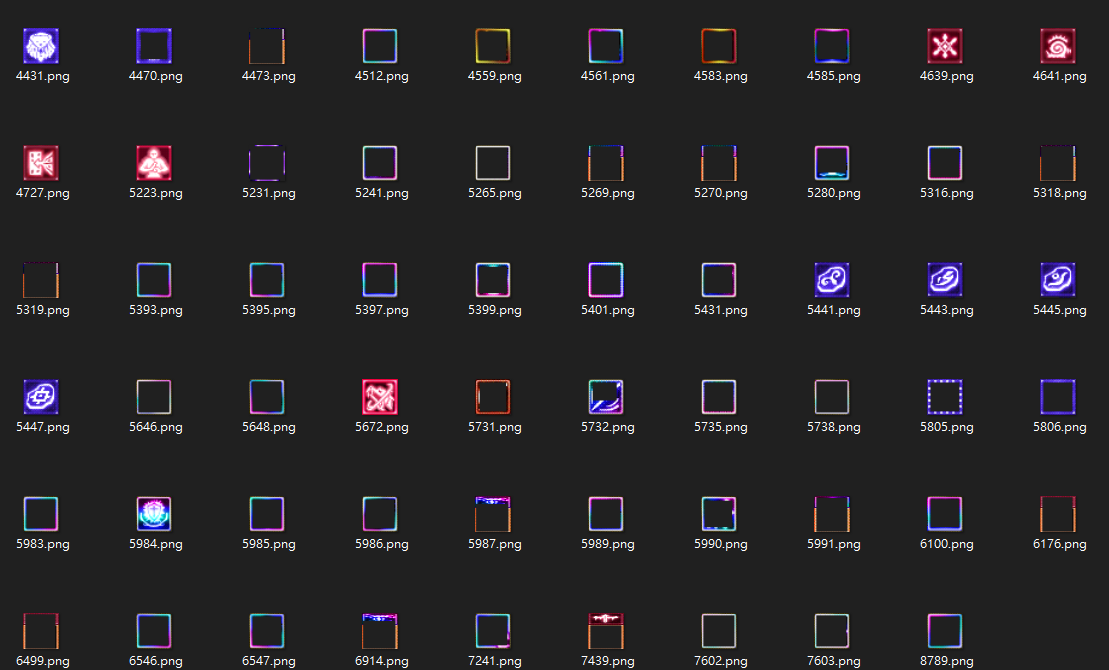 4431.png 4470.png 4473.png 4512.png 4559.png 4561.png 4583.png 4585.png 4639.png 4641.png
4727.png 5223.png 5231.png 5241.png 5265.png 5269.png 5270.png 5280.png 5316.png 5318.png
5319.png 5393.png 5395.png 5397.png 5399.png 5401.png 5431.png 5441.png 5443.png 5445.png
5447.png 5646.png 5648.png 5672.png 5731.png 5732.png 5735.png 5738.png 5805.png 5806.png
5983.png 5984.png 5985.png 5986.png 5987.png 5989.png 5990.png 5991.png 6100.png 6176.png
6499.png 6546.png 6547.png 6914.png 7241.png 7439.png 7602.png 7603.png 8789.png